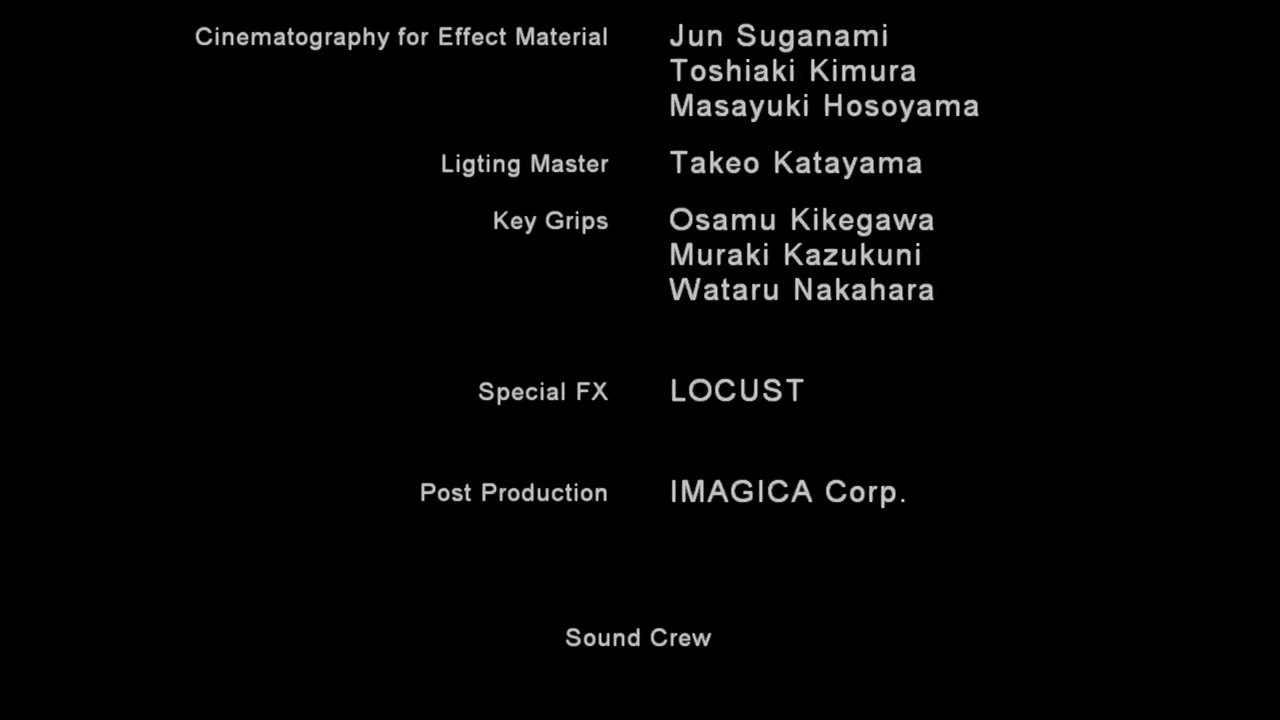 Cinematography for Effect Material Jun Suganami
Toshiaki Kimura
Masayuki Hosoyama
Ligting Master Takeo Katayama
Key Grips Osamu Kikegawa
Muraki Kazukuni
Wataru Nakahara
Special FX LOCUST
Post Production IMAGICA Corp.
Sound Crew